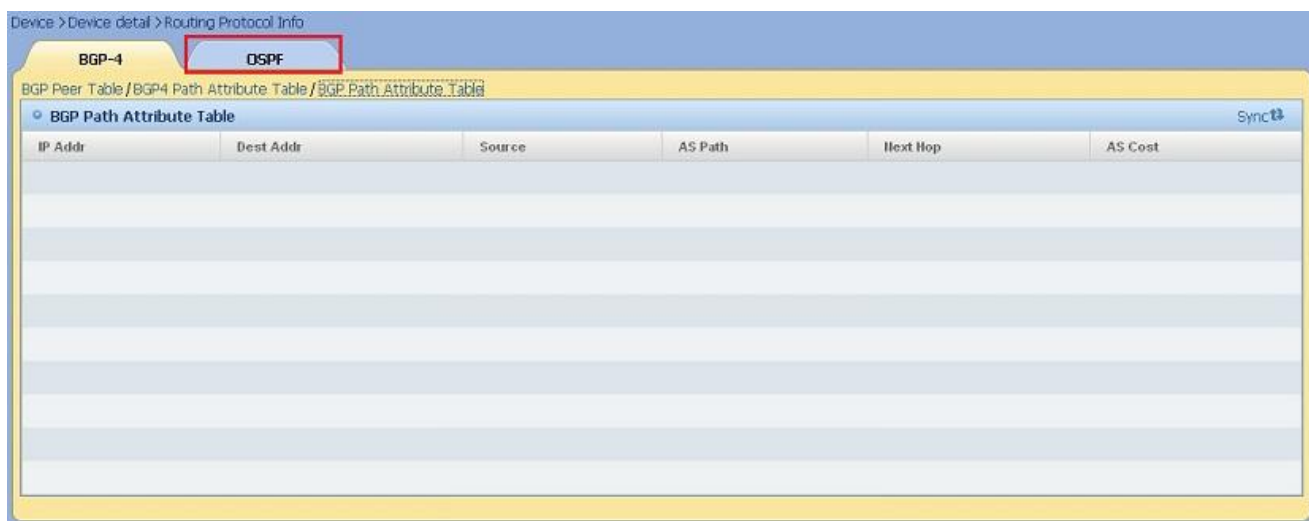 Device >Device detail >Routing Protocol Info
BGP-4 OSPF
BGP Peer Table / BGP4 Path Attribute Table / BGP Path Attribute Table
BGP Path Attribute Table Sync
IP Addr Dest Addr Source AS Path Next Hop AS Cost